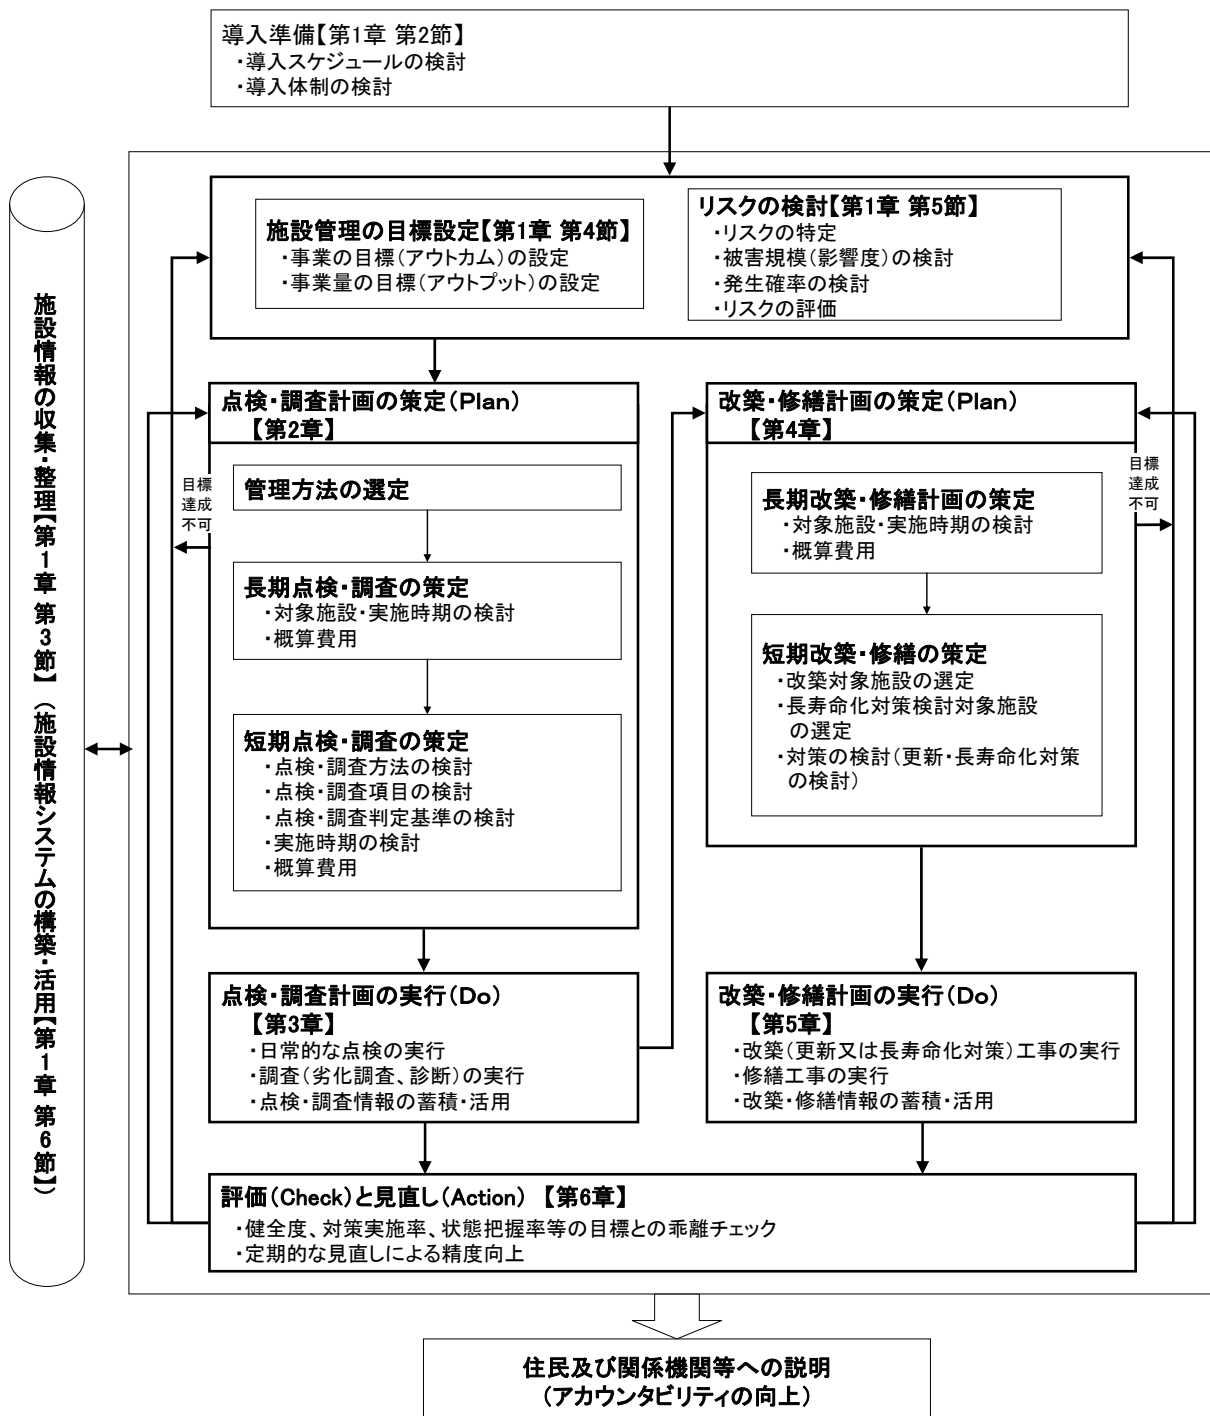 導入準備【第1章 第2節】
・導入スケジュールの検討
・導入体制の検討
施設管理の目標設定【第1章 第4節】
・事業の目標(アウトカム)の設定
・事業量の目標(アウトプット)の設定
リスクの検討【第1章 第5節】
・リスクの特定
・被害規模(影響度)の検討
・発生確率の検討
・リスクの評価
施設情報の収集・整理【第1章 第3節】 (施設情報システムの構築・活用【第1章 第6節】)
点検・調査計画の策定(Plan)
【第2章】
目標
達成
不可
管理方法の選定
長期点検・調査の策定
・対象施設・実施時期の検討
・概算費用
短期点検・調査の策定
・点検・調査方法の検討
・点検・調査項目の検討
・点検・調査判定基準の検討
・実施時期の検討
・概算費用
点検・調査計画の実行(Do)
【第3章】
・日常的な点検の実行
・調査(劣化調査、診断)の実行
・点検・調査情報の蓄積・活用
改築・修繕計画の策定(Plan)
【第4章】
目標
達成
不可
長期改築・修繕計画の策定
・対象施設・実施時期の検討
・概算費用
短期改築・修繕の策定
・改築対象施設の選定
・長寿命化対策検討対象施設
の選定
・対策の検討(更新・長寿命化対策
の検討)
改築・修繕計画の実行(Do)
【第5章】
・改築(更新又は長寿命化対策)工事の実行
・修繕工事の実行
・改築・修繕情報の蓄積・活用
評価(Check)と見直し(Action) 【第6章】
・健全度、対策実施率、状態把握率等の目標との乖離チェック
・定期的な見直しによる精度向上
住民及び関係機関等への説明
(アカウンタビリティの向上)